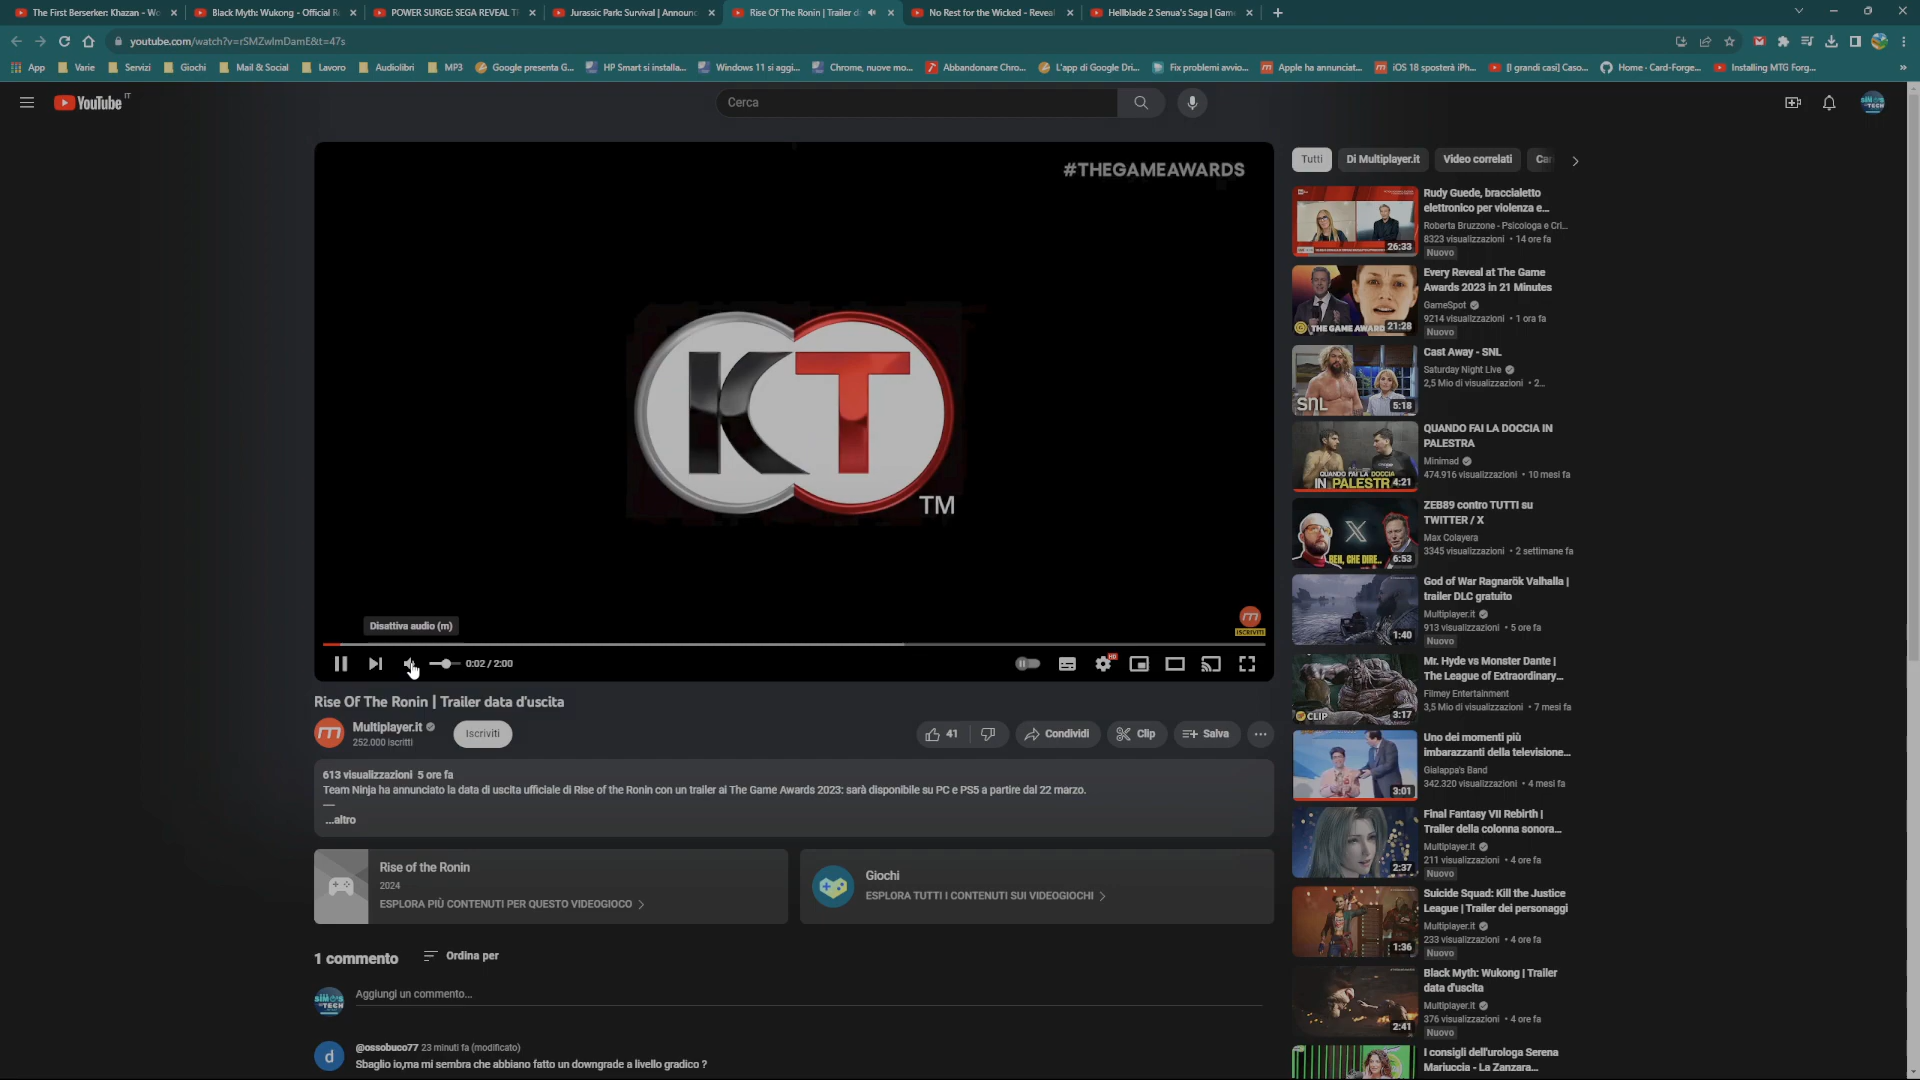 The First Berserker: Khazan - Wo
Black Myth: Wukong - Official R
POWER SURGE: SEGA REVEAL T
Jurassic Park: Survival | Announc
Rise Of The Ronin | Trailer d
No Rest for the Wicked - Reveal
Hellblade 2 Senua's Saga | Gam
youtube.com/watch?v=rSMZwlmDamE&t=47s
App
Varie
Servizi
Giochi
Mail & Social
Lavoro
Audiolibri
MP3
Google presenta G...
HP Smart si installa...
Windows 11 si aggi...
Chrome, nuove mo...
Abbandonare Chro...
L'app di Google Dri...
Fix problemi avvio...
Apple ha annunciat...
iOS 18 sposterà iPh...
[I grandi casi] Caso...
Home - Card-Forge...
Installing MTG Forg...
YouTube IT
Cerca
#THEGAMEAWARDS
KT
TM
ISCRIVITI
Disattiva audio (m)
0:02 / 2:00
HD
Rise Of The Ronin | Trailer data d'uscita
Multiplayer.it
252.000 iscritti
Iscriviti
41
Condividi
Clip
Salva
613 visualizzazioni 5 ore fa
Team Ninja ha annunciato la data di uscita ufficiale di Rise of the Ronin con un trailer ai The Game Awards 2023: sarà disponibile su PC e PS5 a partire dal 22 marzo.
—
...altro
Rise of the Ronin
2024
ESPLORA PIÙ CONTENUTI PER QUESTO VIDEOGIOCO
Giochi
ESPLORA TUTTI I CONTENUTI SUI VIDEOGIOCHI
1 commento
Ordina per
SIMO'S TECH
Aggiungi un commento...
d
@ossobuco77 23 minuti fa (modificato)
Sbaglio io,ma mi sembra che abbiano fatto un downgrade a livello gradico ?
Tutti
Di Multiplayer.it
Video correlati
Car
Rudy Guede, braccialetto
elettronico per violenza e...
Roberta Bruzzone - Psicologa e Cri...
8323 visualizzazioni • 14 ore fa
Nuovo
26:33
Every Reveal at The Game
Awards 2023 in 21 Minutes
GameSpot
9214 visualizzazioni • 1 ora fa
Nuovo
THE GAME AWARD
21:28
Cast Away - SNL
Saturday Night Live
2,5 Mio di visualizzazioni • 2...
SNL
5:18
QUANDO FAI LA DOCCIA IN
PALESTRA
Minimad
474.916 visualizzazioni • 10 mesi fa
QUANDO FAI LA DOCCIA
IN PALESTR
4:21
ZEB89 contro TUTTI su
TWITTER / X
Max Colayera
3345 visualizzazioni • 2 settimane fa
BEH, CHE DIRE..
6:53
God of War Ragnarök Valhalla |
trailer DLC gratuito
Multiplayer.it
913 visualizzazioni • 5 ore fa
Nuovo
1:40
Mr. Hyde vs Monster Dante |
The League of Extraordinary...
Filmey Entertainment
3,5 Mio di visualizzazioni • 7 mesi fa
CLIP
3:17
Uno dei momenti più
imbarazzanti della televisione...
Gialappa's Band
342.320 visualizzazioni • 4 mesi fa
3:01
Final Fantasy VII Rebirth |
Trailer della colonna sonora...
Multiplayer.it
211 visualizzazioni • 4 ore fa
Nuovo
2:37
Suicide Squad: Kill the Justice
League | Trailer dei personaggi
Multiplayer.it
233 visualizzazioni • 4 ore fa
Nuovo
1:36
Black Myth: Wukong | Trailer
data d'uscita
Multiplayer.it
376 visualizzazioni • 4 ore fa
Nuovo
2:41
I consigli dell'urologa Serena
Mariuccia - La Zanzara...